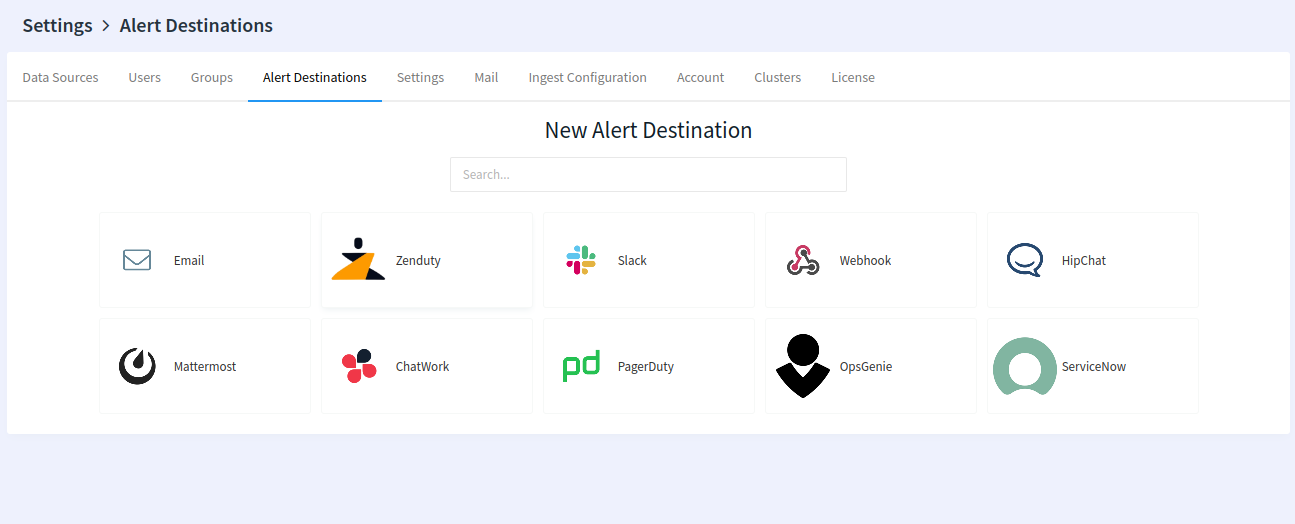 Settings > Alert Destinations
Data Sources Users Groups Alert Destinations Settings Mail Ingest Configuration Account Clusters License
New Alert Destination
Search...
Email Zenduty Slack Webhook HipChat
Mattermost ChatWork pd PagerDuty OpsGenie ServiceNow